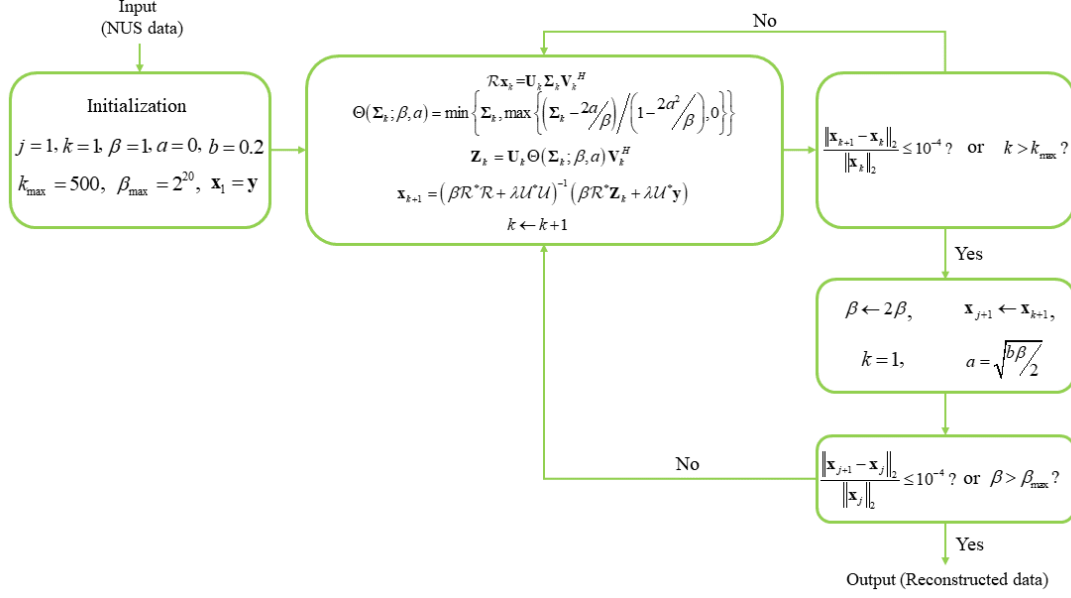 Input
(NUS data)
Initialization
j = 1, k = 1, β = 1, a = 0, b = 0.2
k_max = 500, β_max = 2^20, x_1 = y
ℛx_k = U_k Σ_k V_k^H
Θ(Σ_k; β, a) = min{Σ_k, max{(Σ_k − 2a/β)/(1 − 2a²/β), 0}}
Z_k = U_k Θ(Σ_k; β, a) V_k^H
x_{k+1} = (βℛ*ℛ + λ𝒰*𝒰)^{−1} (βℛ*Z_k + λ𝒰*y)
k ← k+1
No
‖x_{k+1} − x_k‖_2 / ‖x_k‖_2 ≤ 10^{−4} ? or k > k_max ?
Yes
β ← 2β, x_{j+1} ← x_{k+1},
k = 1, a = √(bβ/2)
No
‖x_{j+1} − x_j‖_2 / ‖x_j‖_2 ≤ 10^{−4} ? or β > β_max ?
Yes
Output (Reconstructed data)